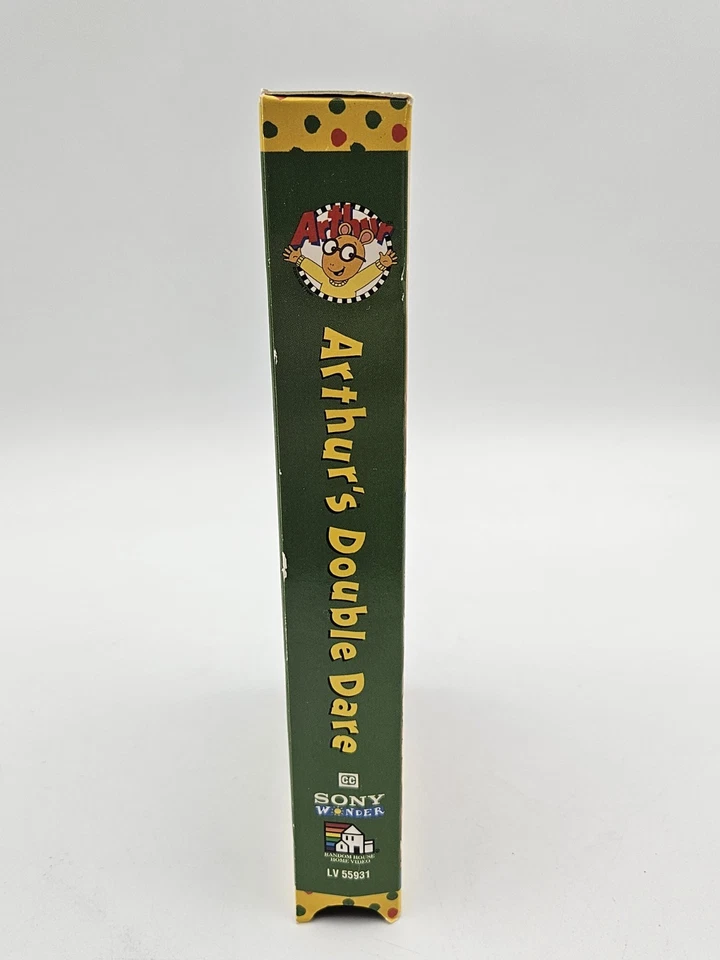 Arthur
Arthur's Double Dare
CC
SONY
WONDER
RANDOM HOUSE
HOME VIDEO
LV 55931